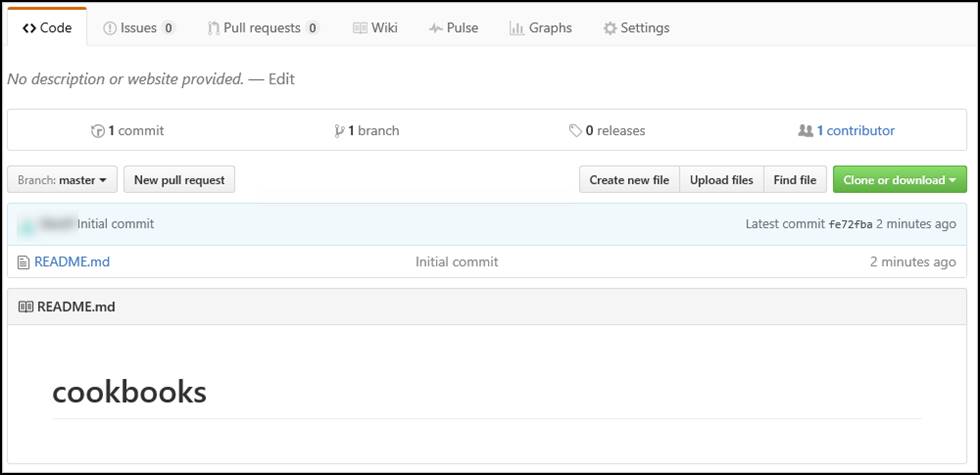 Code Issues 0 Pull requests 0 Wiki Pulse Graphs Settings
No description or website provided. — Edit
1 commit 1 branch 0 releases 1 contributor
Branch: master New pull request Create new file Upload files Find file Clone or download
Initial commit Latest commit fe72fba 2 minutes ago
README.md Initial commit 2 minutes ago
README.md
cookbooks